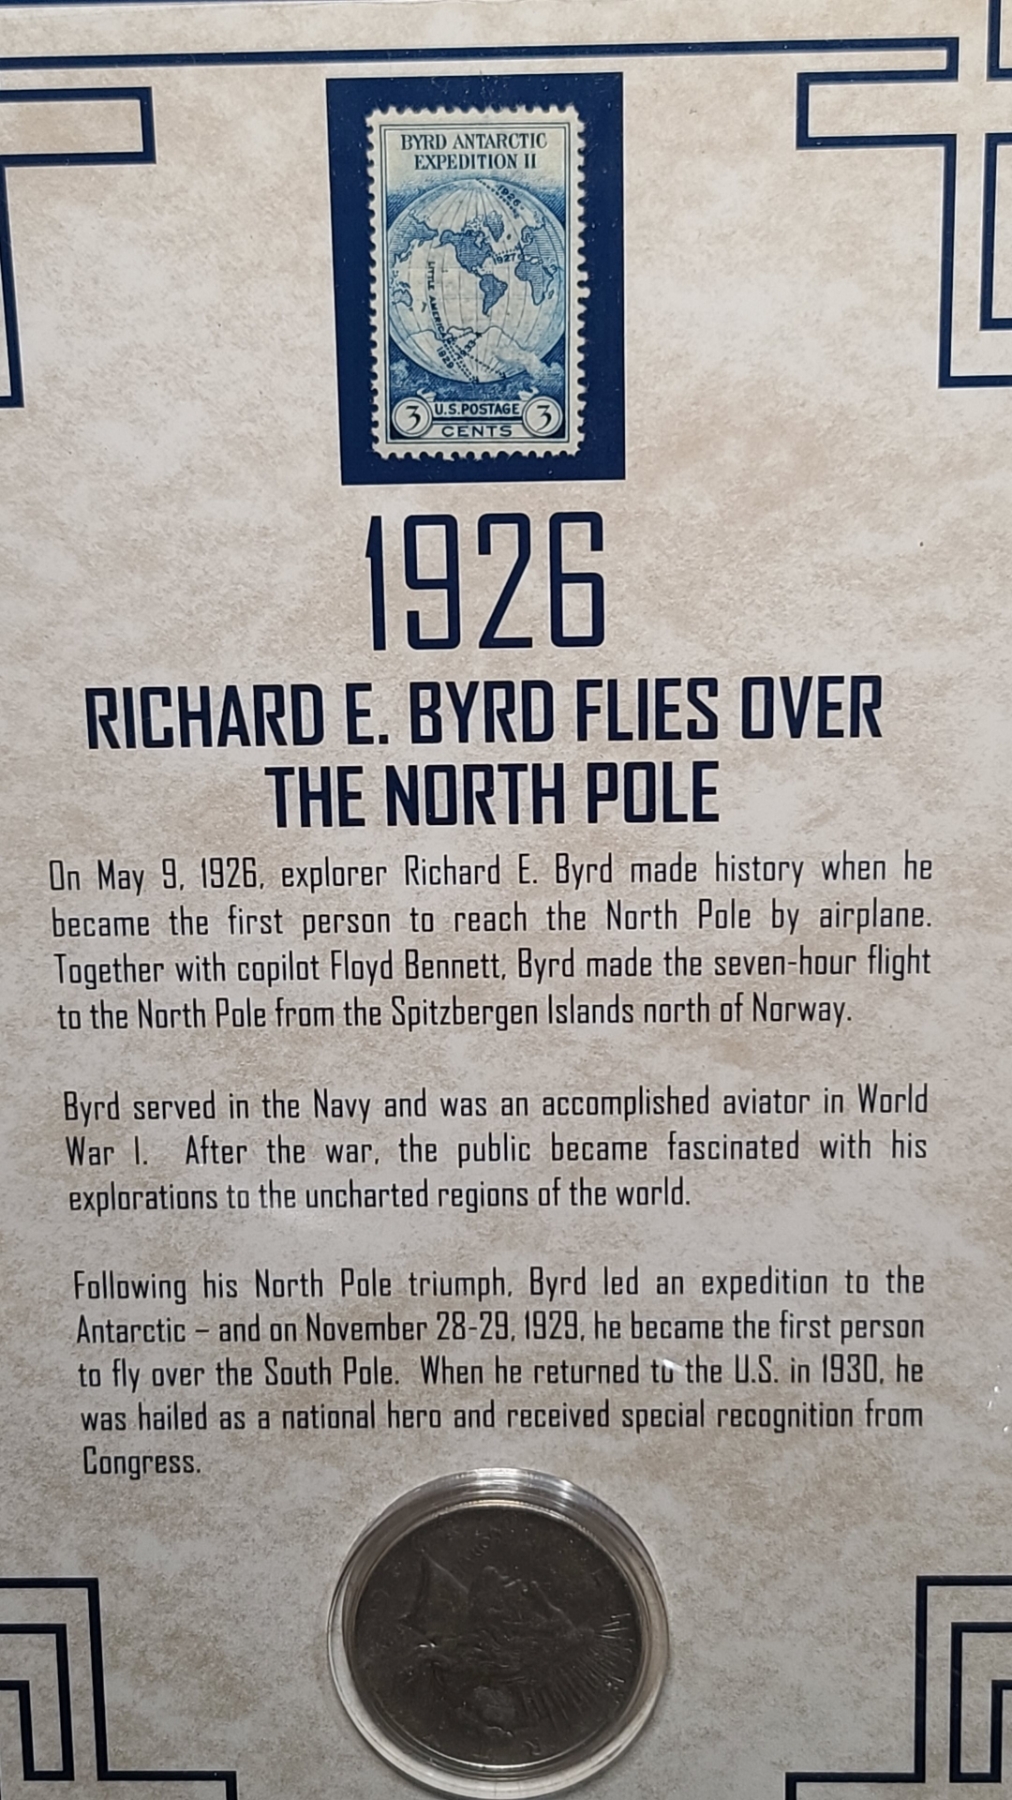 BYRD ANTARCTIC
EXPEDITION II
1926
1927
LITTLE AMERICA
1933
1929
3 U.S. POSTAGE 3
CENTS
1926
RICHARD E. BYRD FLIES OVER
THE NORTH POLE
On May 9, 1926, explorer Richard E. Byrd made history when he
became the first person to reach the North Pole by airplane.
Together with copilot Floyd Bennett, Byrd made the seven-hour flight
to the North Pole from the Spitzbergen Islands north of Norway.
Byrd served in the Navy and was an accomplished aviator in World
War I. After the war, the public became fascinated with his
explorations to the uncharted regions of the world.
Following his North Pole triumph, Byrd led an expedition to the
Antarctic – and on November 28-29, 1929, he became the first person
to fly over the South Pole. When he returned to the U.S. in 1930, he
was hailed as a national hero and received special recognition from
Congress.